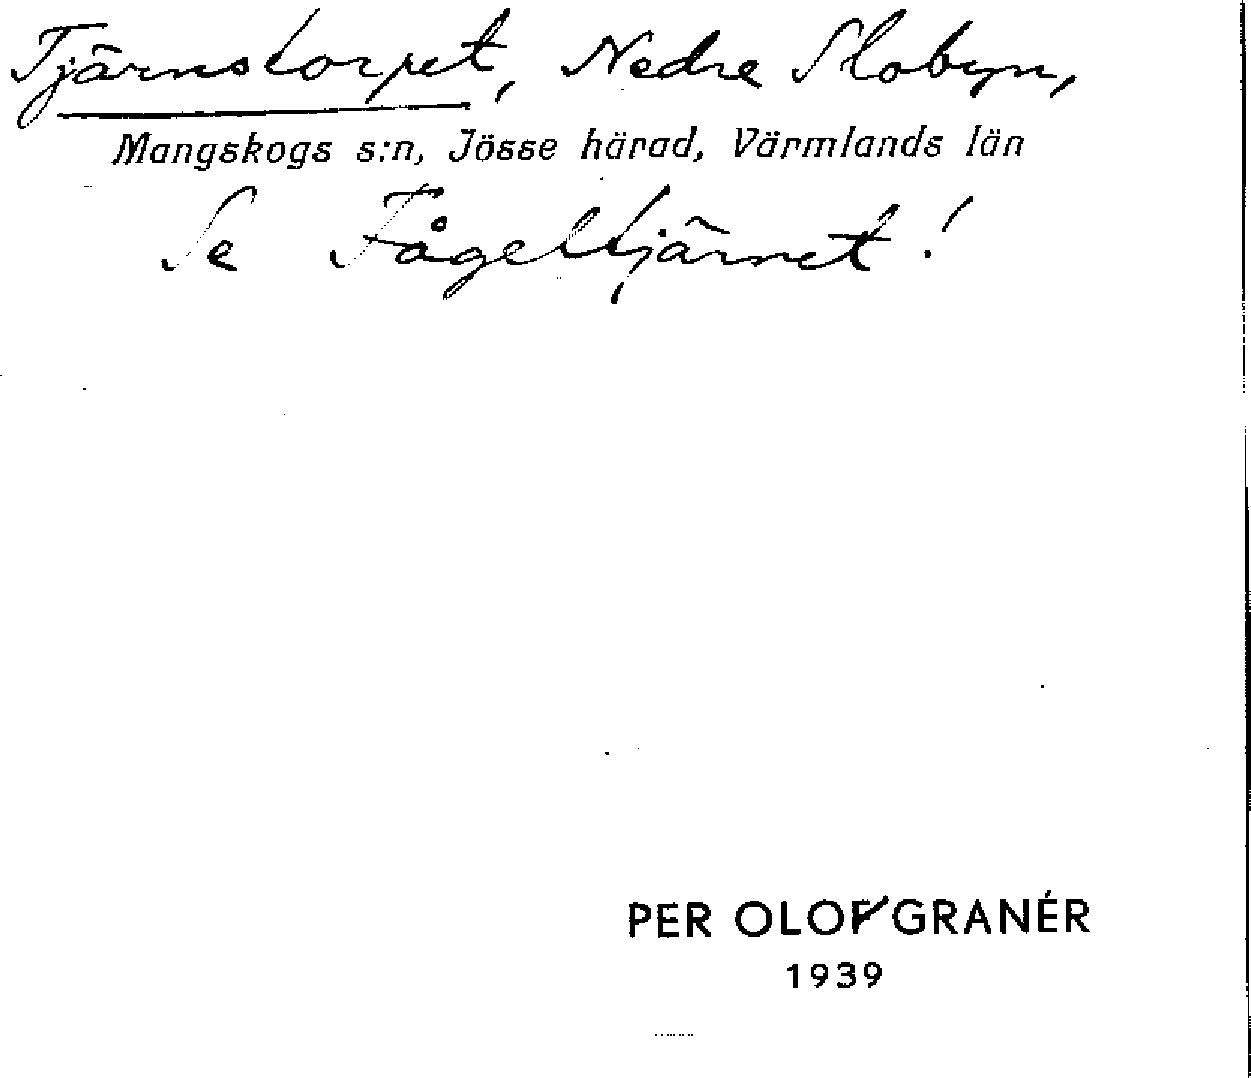 Tjärnstorpet, Nedre Slobyn,
Mangskogs s:n, Jösse härad, Värmlands län
Se Fågeltjärnet!
PER OLOF GRANÉR
1939